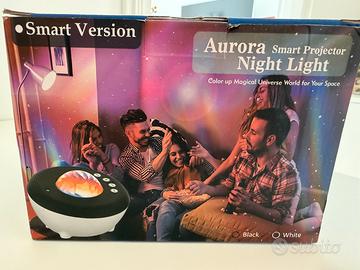 Smart Version
Aurora Smart Projector
Night Light
Color up Magical Universe World for Your Space
Black
White
subito